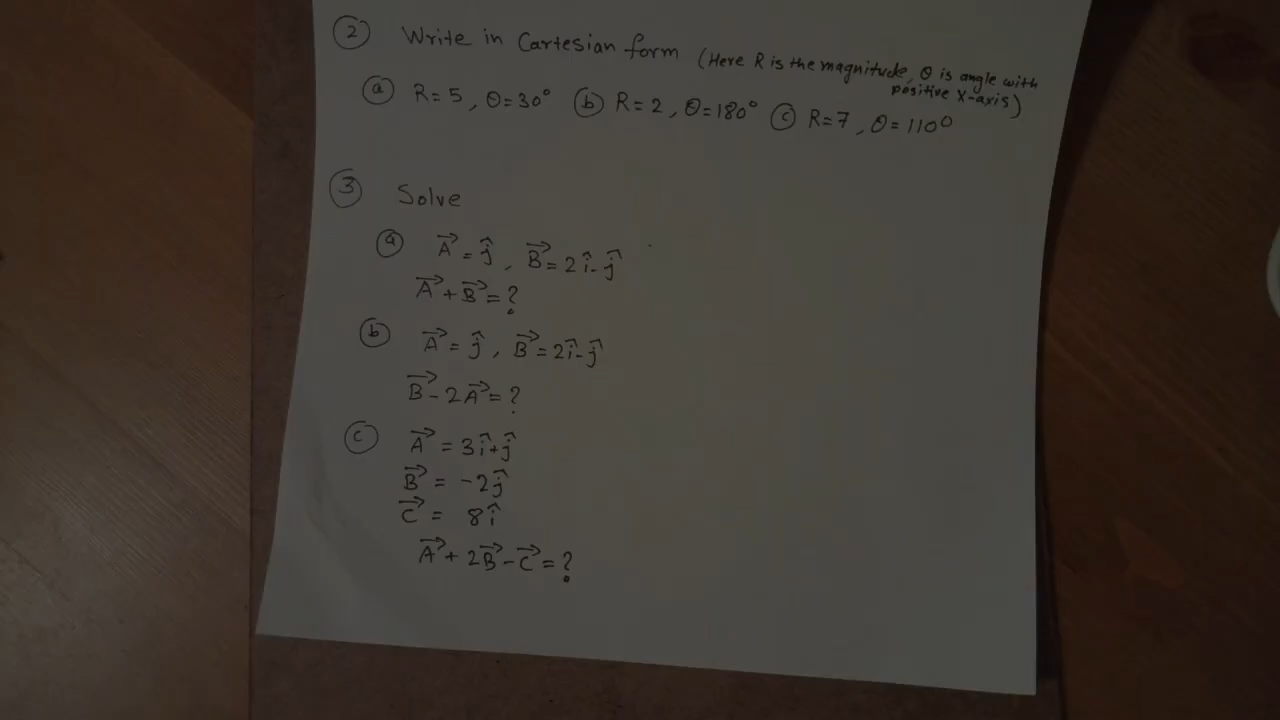 ② Write in Cartesian form (Here R is the magnitude, θ is angle with
positive X-axis)
ⓐ R=5, θ=30° ⓑ R=2, θ=180° ⓒ R=7, θ=110°
③ Solve
ⓐ A⃗ = ĵ, B⃗ = 2î-ĵ
A⃗+B⃗=?
ⓑ A⃗ = ĵ, B⃗ = 2î-ĵ
B⃗-2A⃗=?
ⓒ A⃗ = 3î+ĵ
B⃗ = -2ĵ
C⃗ = 8î
A⃗+2B⃗-C⃗=?